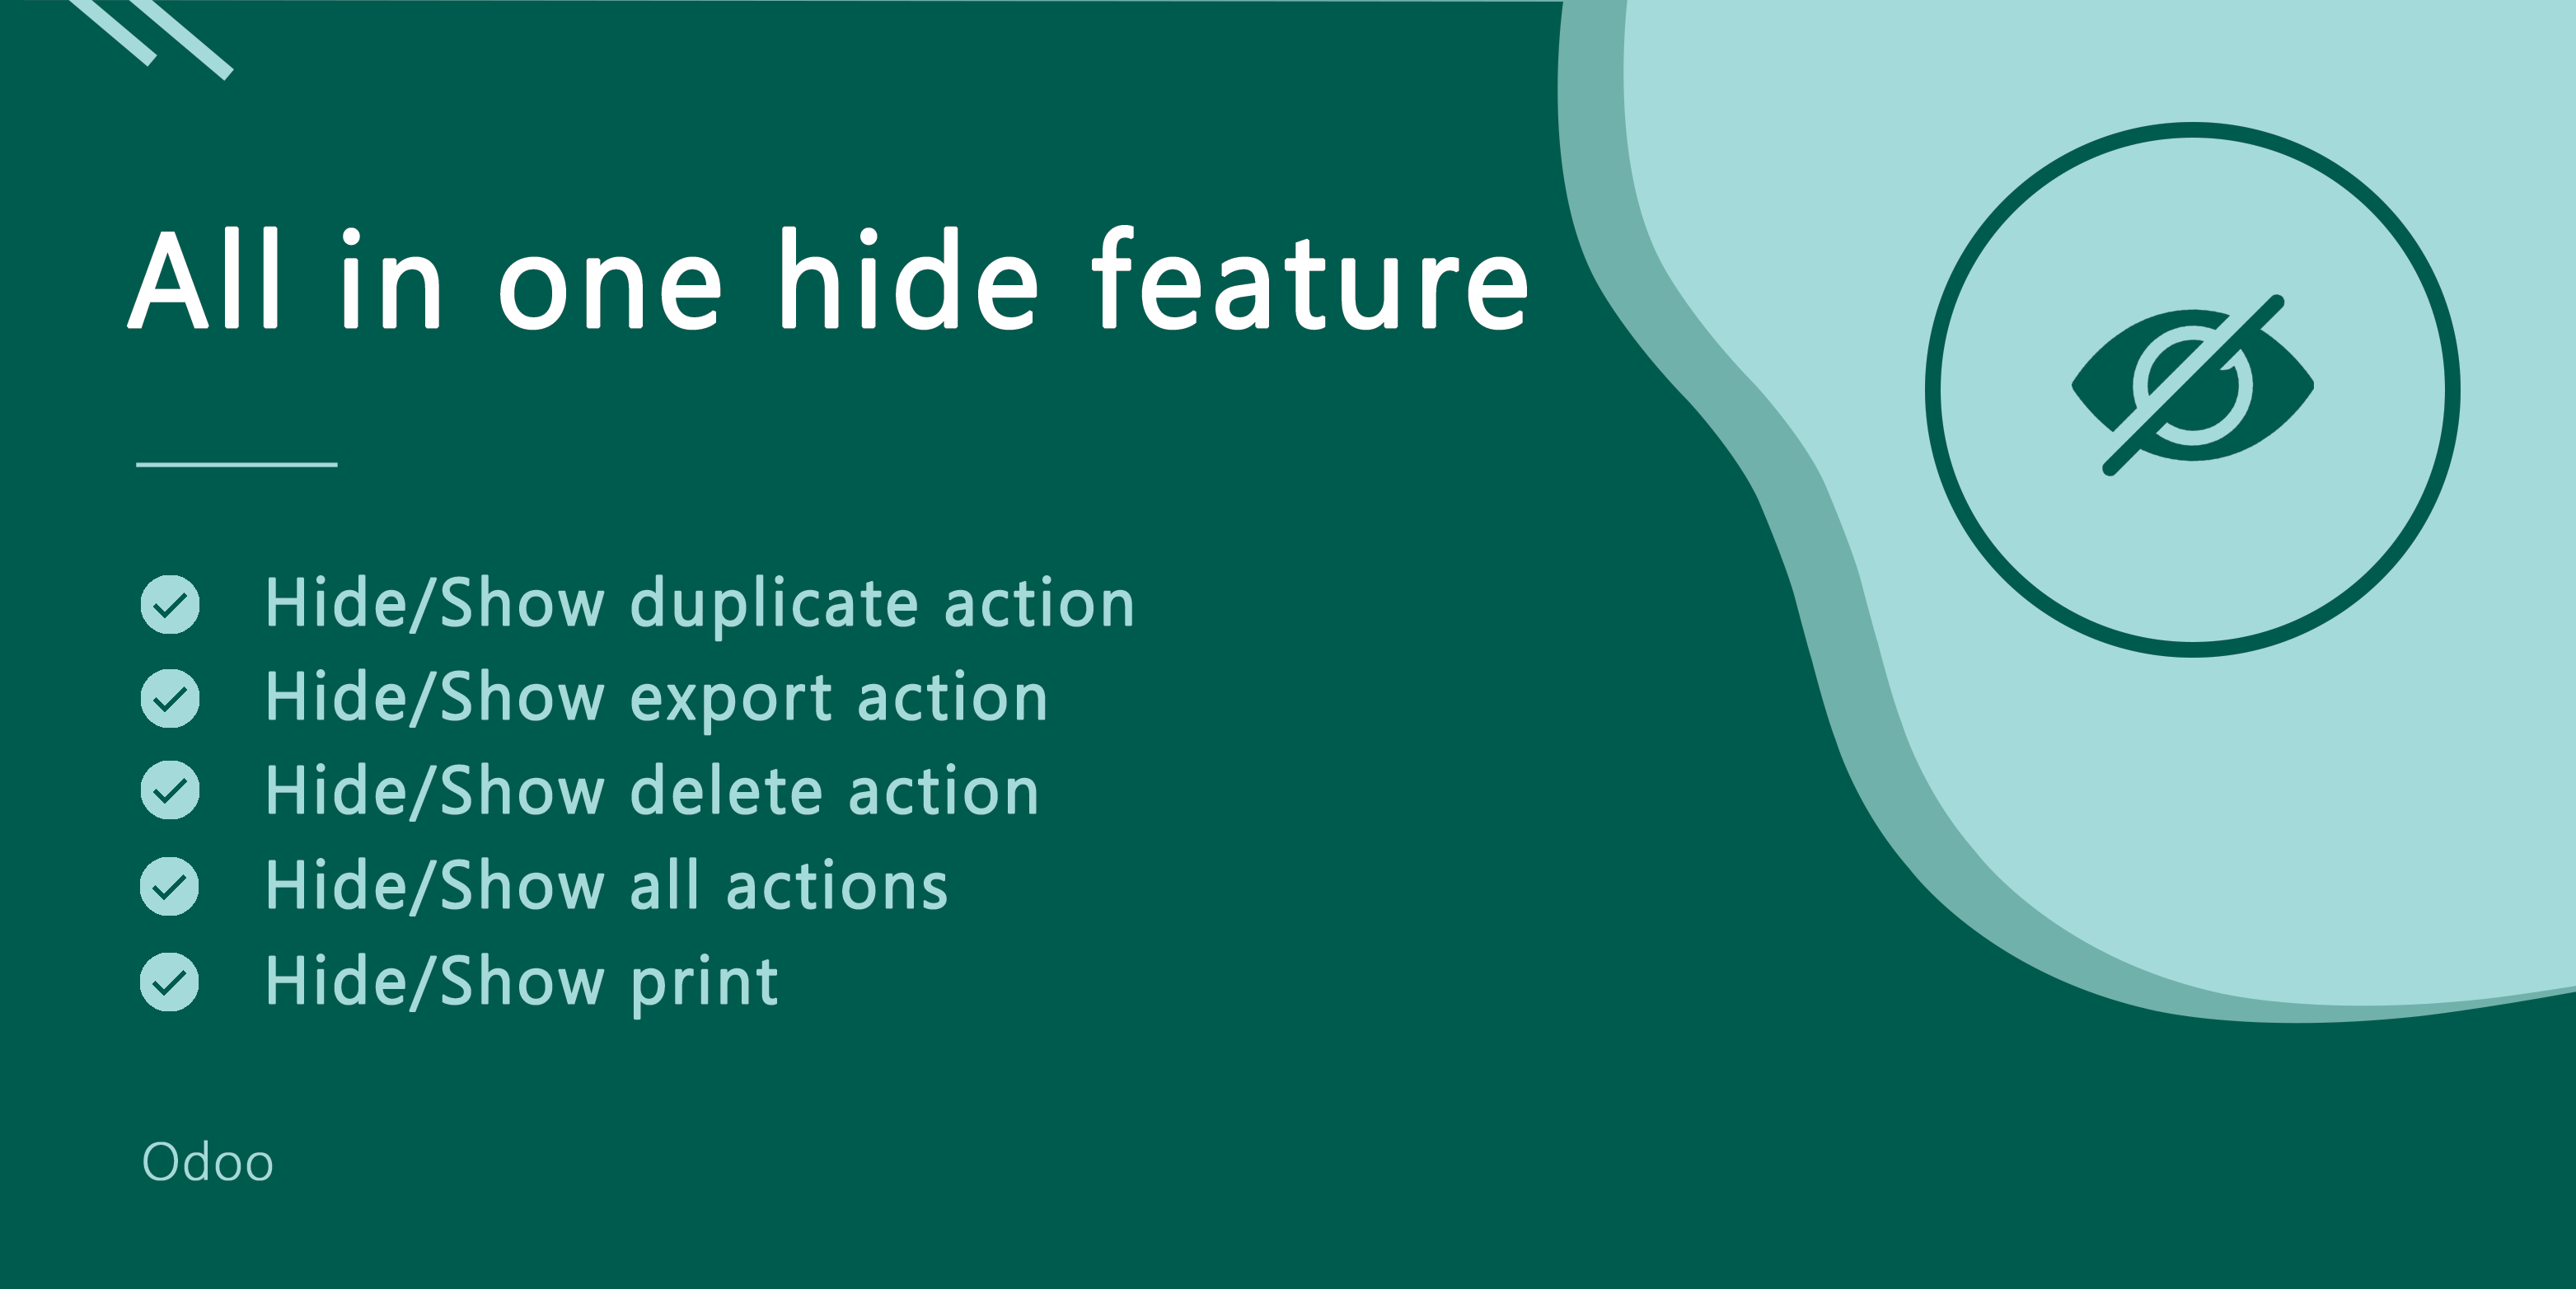 All in one hide feature
Hide/Show duplicate action
Hide/Show export action
Hide/Show delete action
Hide/Show all actions
Hide/Show print
Odoo